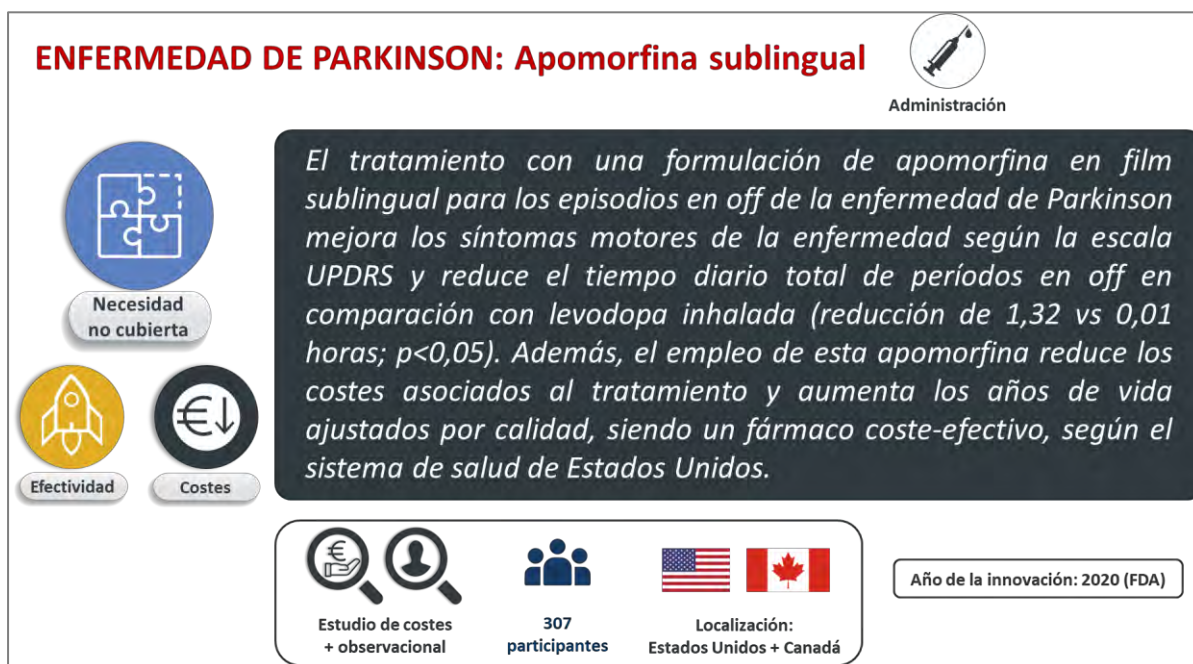 ENFERMEDAD DE PARKINSON: Apomorfina sublingual
Administración
Necesidad
no cubierta
Efectividad
Costes
El tratamiento con una formulación de apomorfina en film
sublingual para los episodios en off de la enfermedad de Parkinson
mejora los síntomas motores de la enfermedad según la escala
UPDRS y reduce el tiempo diario total de períodos en off en
comparación con levodopa inhalada (reducción de 1,32 vs 0,01
horas; p<0,05). Además, el empleo de esta apomorfina reduce los
costes asociados al tratamiento y aumenta los años de vida
ajustados por calidad, siendo un fármaco coste-efectivo, según el
sistema de salud de Estados Unidos.
Estudio de costes
+ observacional
307
participantes
Localización:
Estados Unidos + Canadá
Año de la innovación: 2020 (FDA)